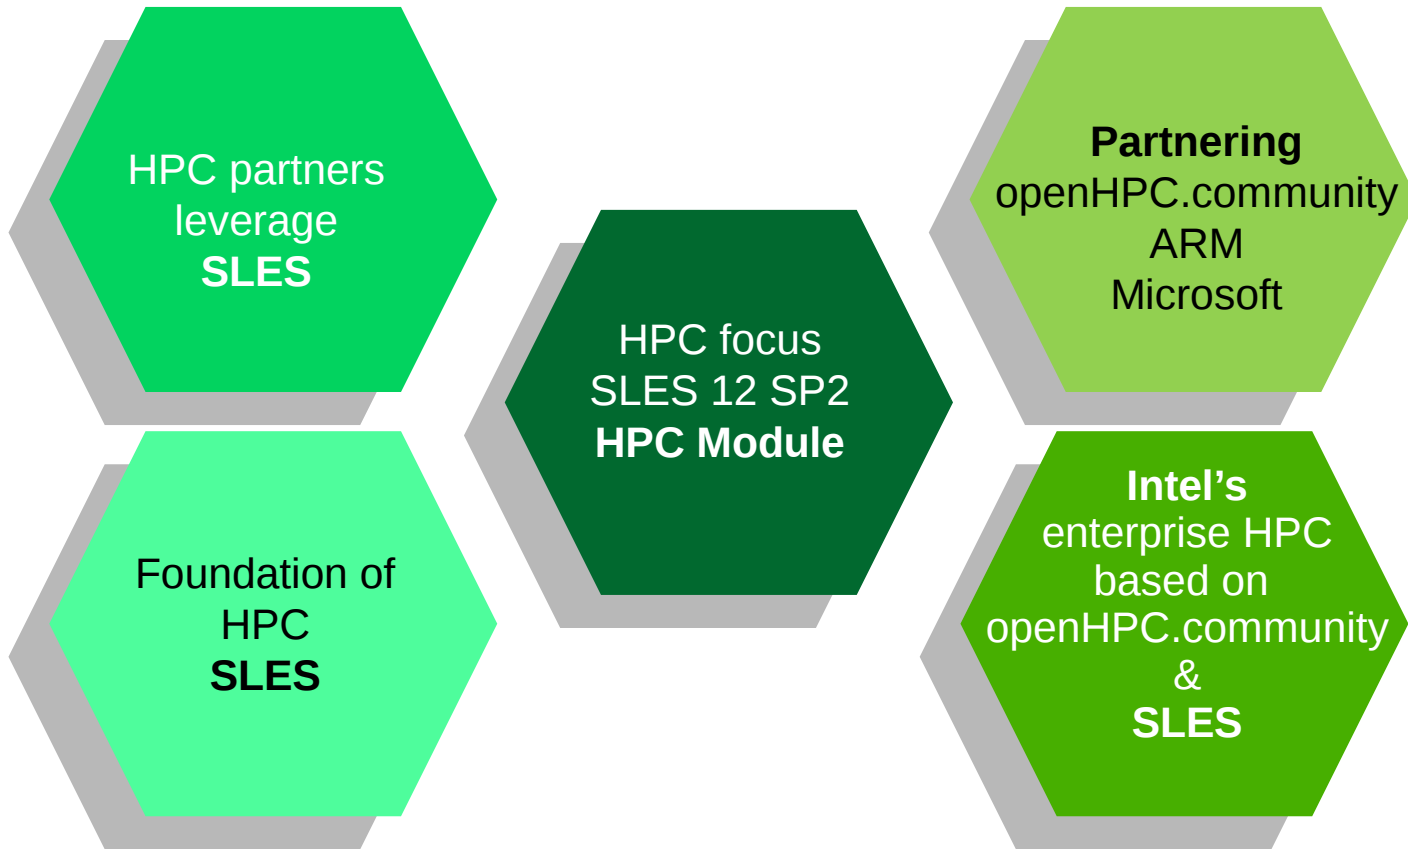 HPC partners
leverage
SLES
Foundation of
HPC
SLES
HPC focus
SLES 12 SP2
HPC Module
Partnering
openHPC.community
ARM
Microsoft
Intel’s
enterprise HPC
based on
openHPC.community
&
SLES